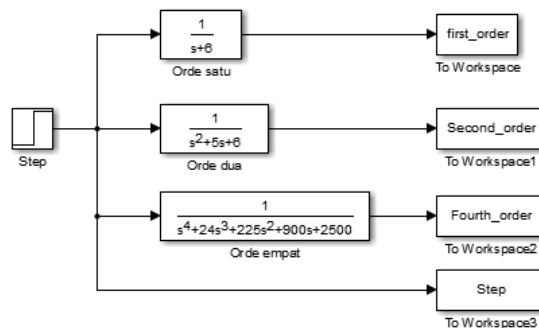 1
s+6
Orde satu
first_order
To Workspace
Step
1
s²+5s+6
Orde dua
Second_order
To Workspace1
1
s⁴+24s³+225s²+900s+2500
Orde empat
Fourth_order
To Workspace2
Step
To Workspace3